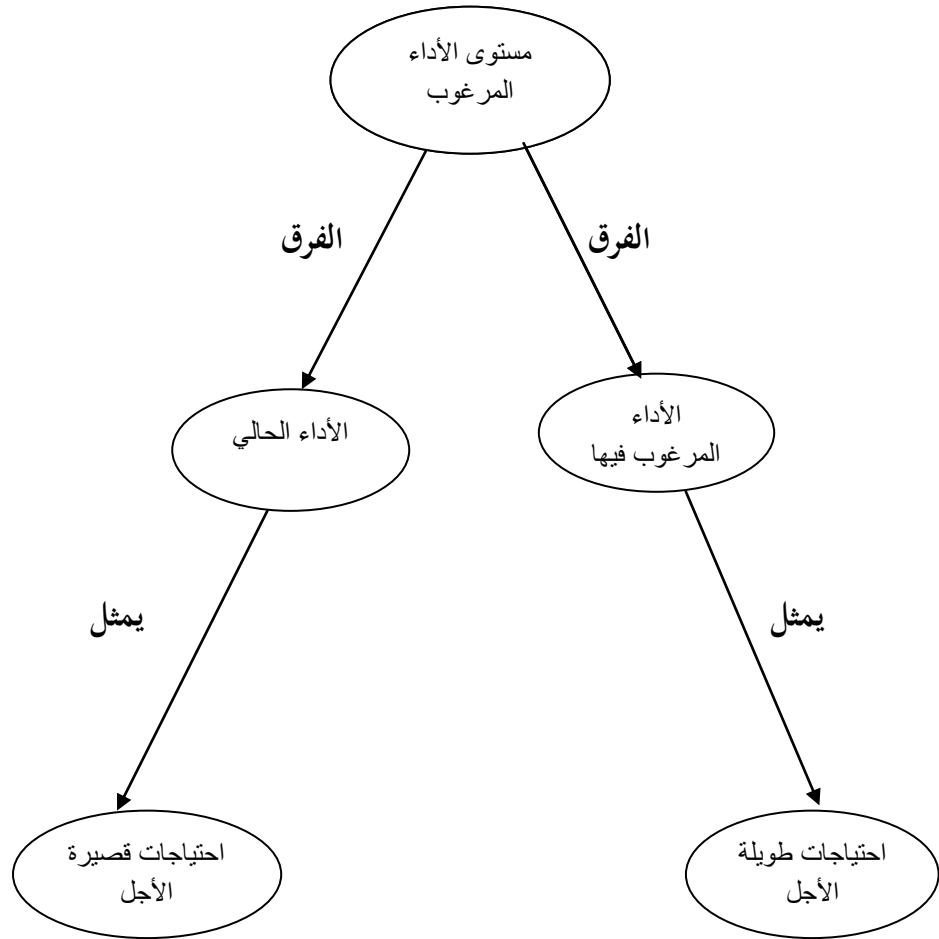 مستوى الأداء
المرغوب
الفرق
الفرق
الأداء
المرغوب فيها
الأداء الحالي
يمثل
يمثل
احتياجات طويلة
الأجل
احتياجات قصيرة
الأجل